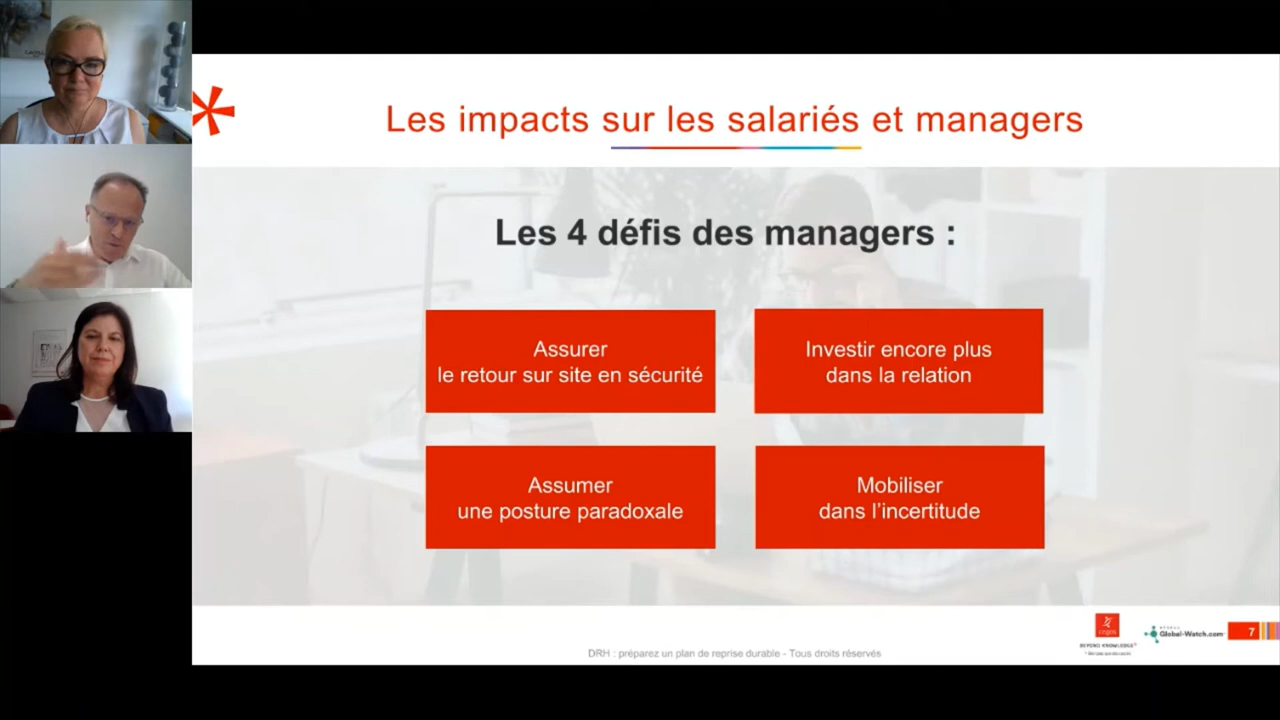 Les impacts sur les salariés et managers
Les 4 défis des managers :
Assurer
le retour sur site en sécurité
Investir encore plus
dans la relation
Assumer
une posture paradoxale
Mobiliser
dans l'incertitude
DRH : préparez un plan de reprise durable - Tous droits réservés
BEYOND KNOWLEDGE
Global-Watch.com
7